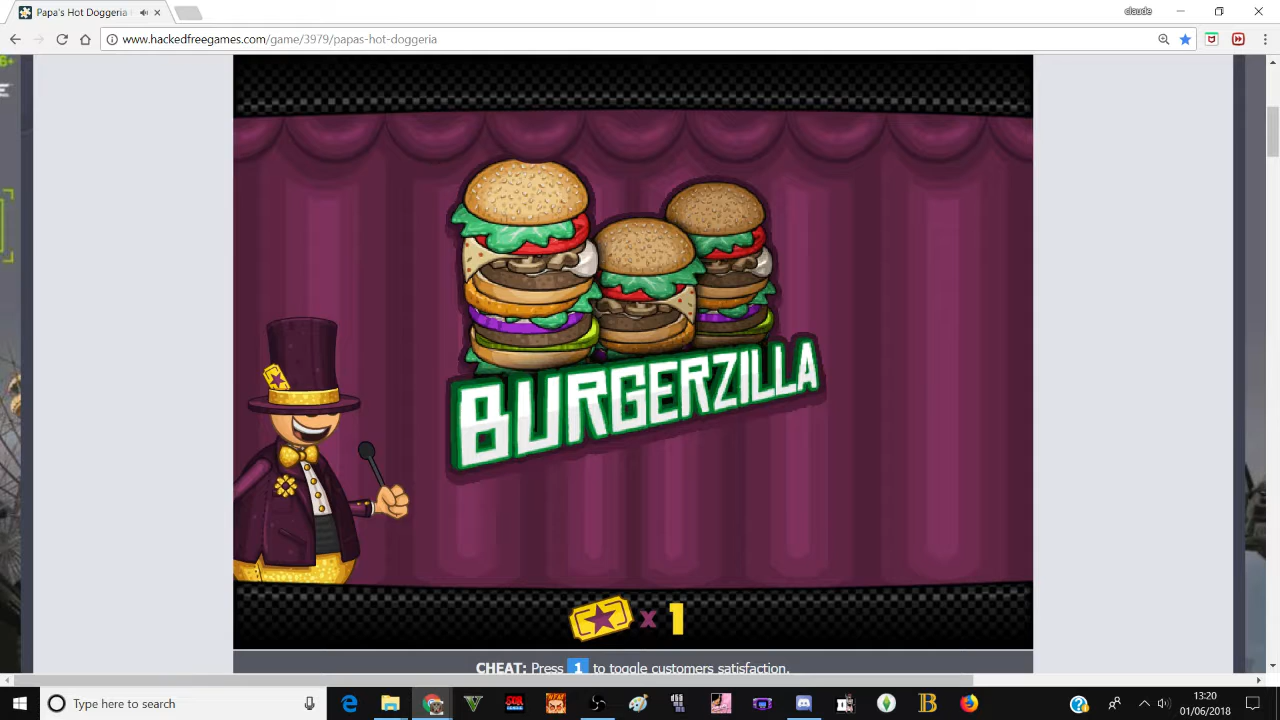 Papa's Hot Doggeria
claude
www.hackedfreegames.com/game/3979/papas-hot-doggeria
6+
BURGERZILLA
x 1
CHEAT: Press 1 to toggle customers satisfaction.
Type here to search
13:20
01/06/2018